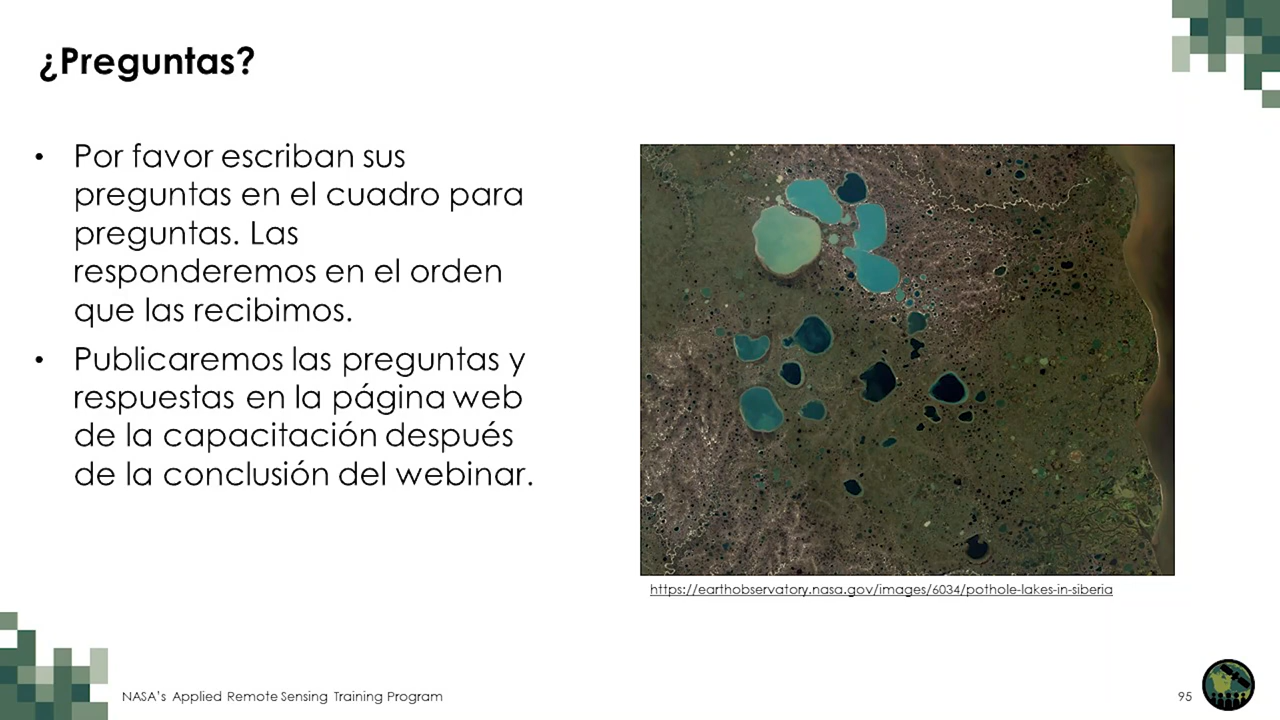 ¿Preguntas?
• Por favor escriban sus
preguntas en el cuadro para
preguntas. Las
responderemos en el orden
que las recibimos.
• Publicaremos las preguntas y
respuestas en la página web
de la capacitación después
de la conclusión del webinar.
https://earthobservatory.nasa.gov/images/6034/pothole-lakes-in-siberia
NASA's Applied Remote Sensing Training Program
95